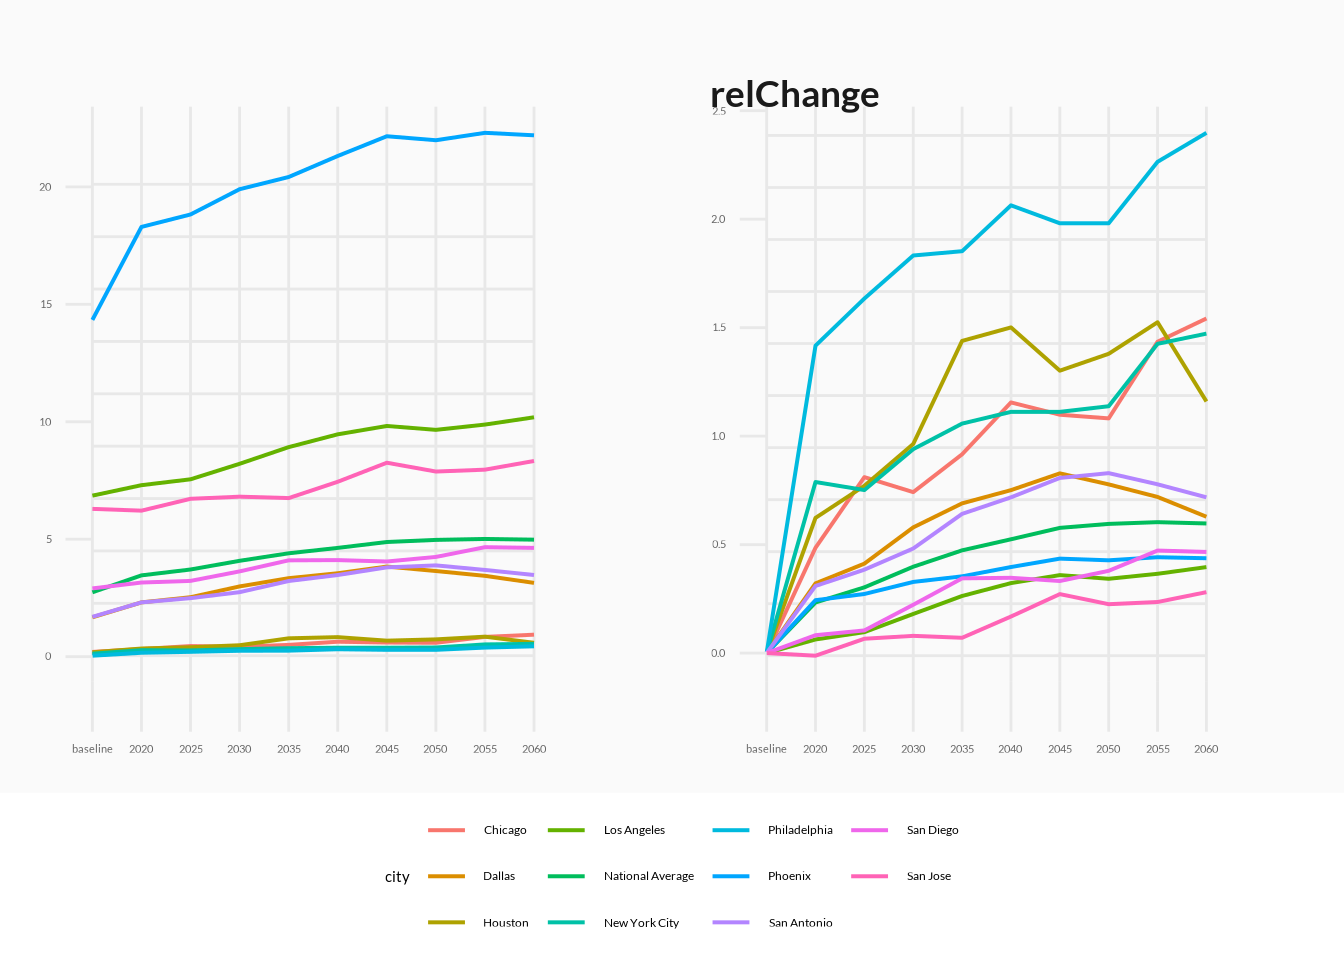 relChange
20
15
10
5
0
baseline 2020 2025 2030 2035 2040 2045 2050 2055 2060
2.5
2.0
1.5
1.0
0.5
0.0
baseline 2020 2025 2030 2035 2040 2045 2050 2055 2060
city
Chicago Los Angeles Philadelphia San Diego
Dallas National Average Phoenix San Jose
Houston New York City San Antonio